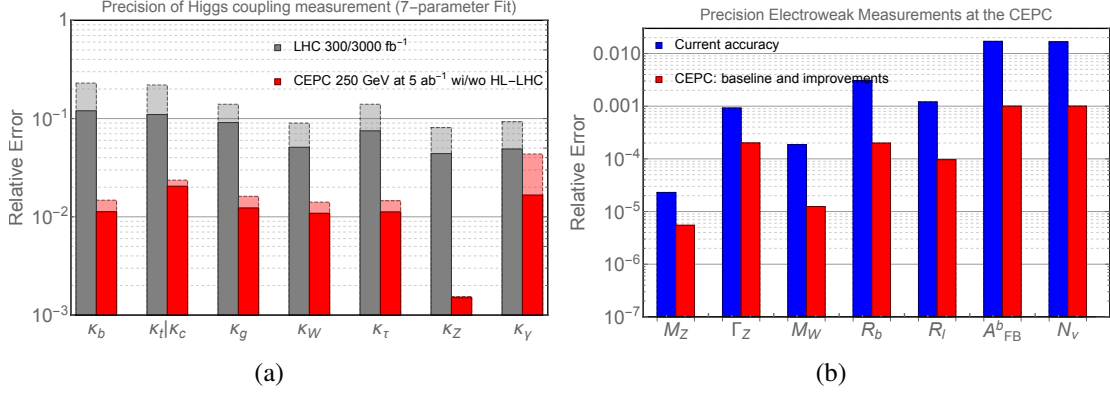 Precision of Higgs coupling measurement (7−parameter Fit)
1
10⁻¹
10⁻²
10⁻³
Relative Error
LHC 300/3000 fb⁻¹
CEPC 250 GeV at 5 ab⁻¹ wi/wo HL−LHC
κb κt|κc κg κW κτ κZ κγ
(a)
Precision Electroweak Measurements at the CEPC
0.010
0.001
10⁻⁴
10⁻⁵
10⁻⁶
10⁻⁷
Relative Error
Current accuracy
CEPC: baseline and improvements
MZ ΓZ MW Rb Rl AᵇFB Nν
(b)